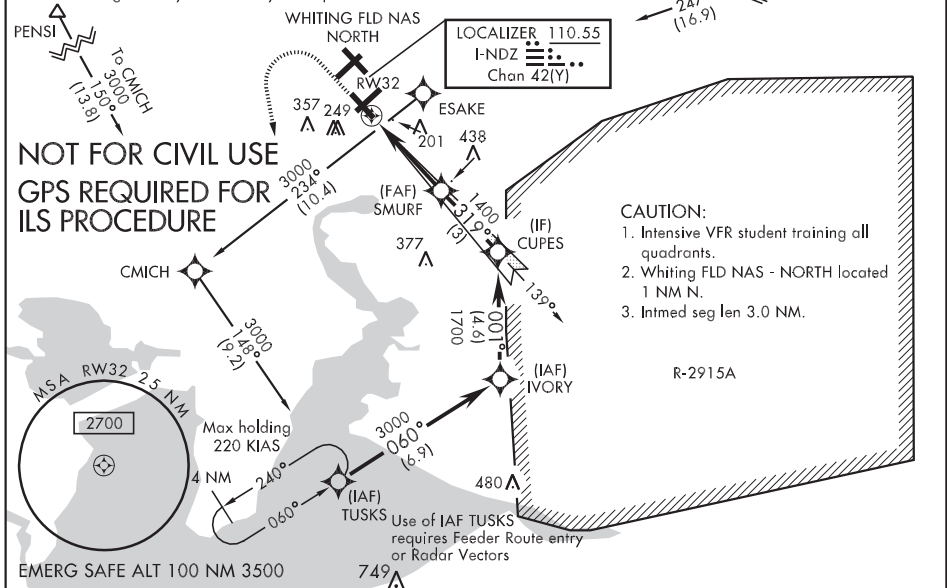 PENSI
To CMICH
3000
150°
(13.8)
WHITING FLD NAS
NORTH
LOCALIZER 110.55
I-NDZ
Chan 42(Y)
247°
(16.9)
RW32
ESAKE
357
249
201
438
NOT FOR CIVIL USE
GPS REQUIRED FOR
ILS PROCEDURE
3000
234°
(10.4)
(FAF)
SMURF
1400
319°
(3)
(IF)
CUPES
377
139°
CAUTION:
1. Intensive VFR student training all
quadrants.
2. Whiting FLD NAS - NORTH located
1 NM N.
3. Intmed seg len 3.0 NM.
R-2915A
CMICH
3000
148°
(9.2)
001°
(4.6)
1700
(IAF)
IVORY
MSA RW32 25 NM
2700
Max holding
220 KIAS
4 NM
240°
060°
3000
060°
(6.9)
(IAF)
TUSKS
480
Use of IAF TUSKS
requires Feeder Route entry
or Radar Vectors
EMERG SAFE ALT 100 NM 3500
749